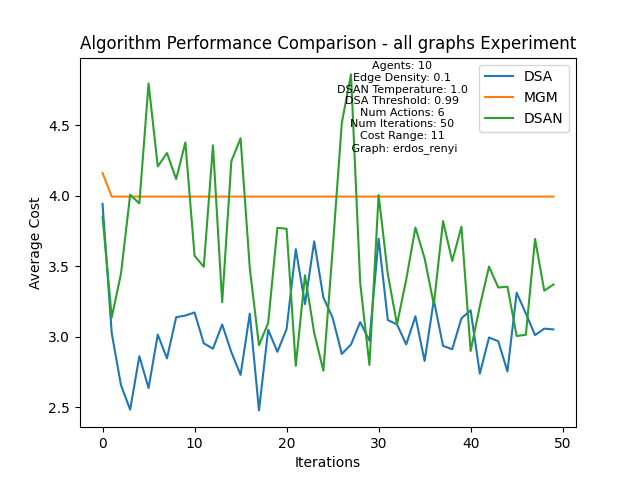 Algorithm Performance Comparison - all graphs Experiment
Agents: 10
Edge Density: 0.1
DSAN Temperature: 1.0
DSA Threshold: 0.99
Num Actions: 6
Num Iterations: 50
Cost Range: 11
Graph: erdos_renyi
DSA
MGM
DSAN
Average Cost
4.5
4.0
3.5
3.0
2.5
0
10
20
30
40
50
Iterations